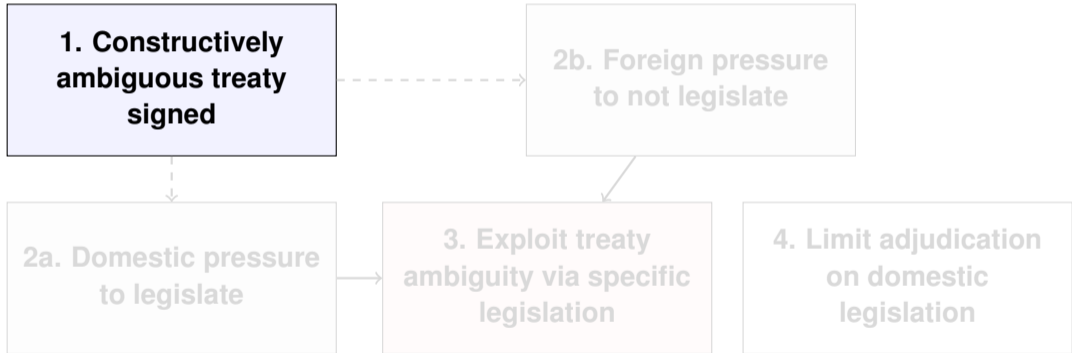 1. Constructively
ambiguous treaty
signed
2b. Foreign pressure
to not legislate
2a. Domestic pressure
to legislate
3. Exploit treaty
ambiguity via specific
legislation
4. Limit adjudication
on domestic
legislation